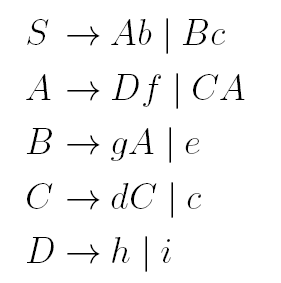 S → Ab | Bc
A → Df | CA
B → gA | e
C → dC | c
D → h | i